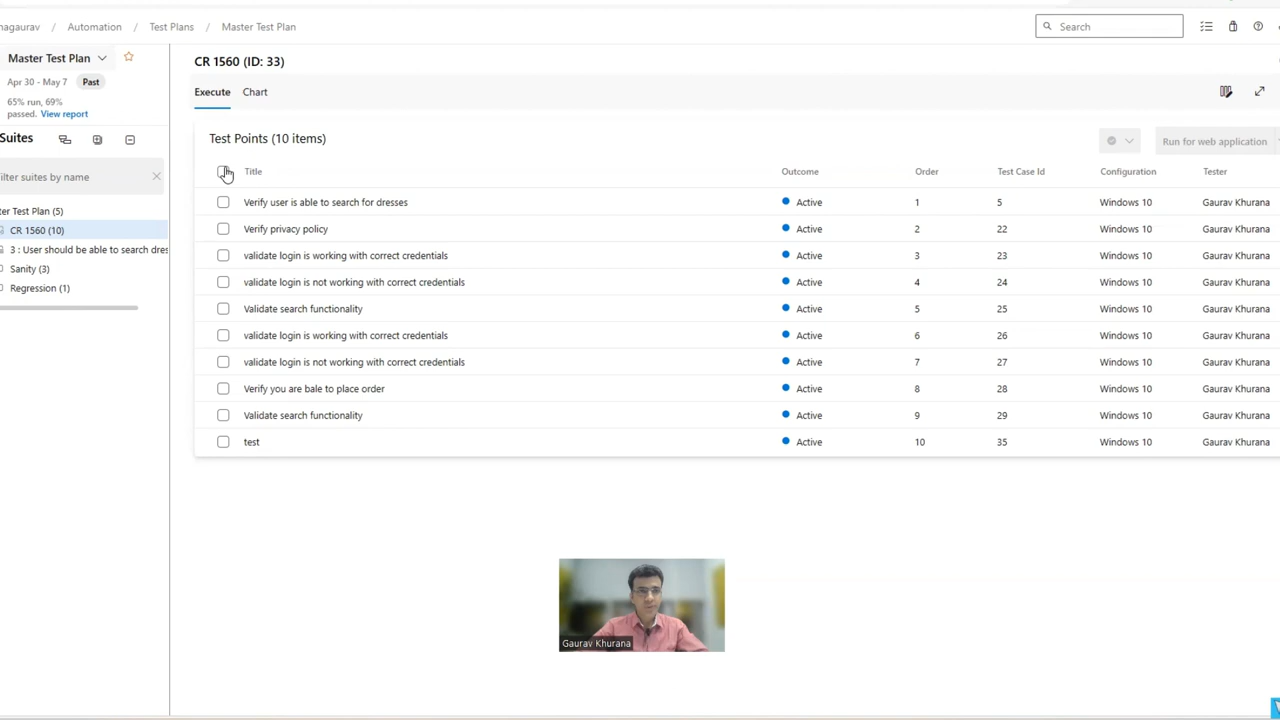 nagaurav / Automation / Test Plans / Master Test Plan
Search
Master Test Plan
Apr 30 - May 7 Past
65% run, 69%
passed. View report
Suites
ilter suites by name
ter Test Plan (5)
CR 1560 (10)
3 : User should be able to search dres
Sanity (3)
Regression (1)
CR 1560 (ID: 33)
Execute Chart
Test Points (10 items)
Run for web application
Title Outcome Order Test Case Id Configuration Tester
Verify user is able to search for dresses Active 1 5 Windows 10 Gaurav Khurana
Verify privacy policy Active 2 22 Windows 10 Gaurav Khurana
validate login is working with correct credentials Active 3 23 Windows 10 Gaurav Khurana
validate login is not working with correct credentials Active 4 24 Windows 10 Gaurav Khurana
Validate search functionality Active 5 25 Windows 10 Gaurav Khurana
validate login is working with correct credentials Active 6 26 Windows 10 Gaurav Khurana
validate login is not working with correct credentials Active 7 27 Windows 10 Gaurav Khurana
Verify you are bale to place order Active 8 28 Windows 10 Gaurav Khurana
Validate search functionality Active 9 29 Windows 10 Gaurav Khurana
test Active 10 35 Windows 10 Gaurav Khurana
Gaurav Khurana